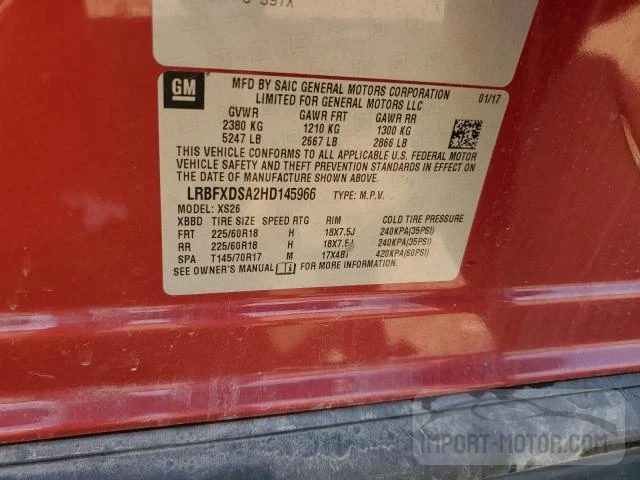 GM
MFD BY SAIC GENERAL MOTORS CORPORATION
LIMITED FOR GENERAL MOTORS LLC
01/17
GVWR GAWR FRT GAWR RR
2380 KG 1210 KG 1300 KG
5247 LB 2667 LB 2866 LB
THIS VEHICLE CONFORMS TO ALL APPLICABLE U.S. FEDERAL MOTOR
VEHICLE SAFETY AND THEFT PREVENTION STANDARDS IN EFFECT ON
THE DATE OF MANUFACTURE SHOWN ABOVE.
LRBFXDSA2HD145966 TYPE: M.P.V.
MODEL: XS26
XBBD TIRE SIZE SPEED RTG RIM COLD TIRE PRESSURE
FRT 225/60R18 H 18X7.5J 240KPA(35PSI)
RR 225/60R18 H 18X7.5J 240KPA(35PSI)
SPA T145/70R17 M 17X4BT 420KPA(60PSI)
SEE OWNER'S MANUAL FOR MORE INFORMATION.
IMPORT-MOTOR.COM